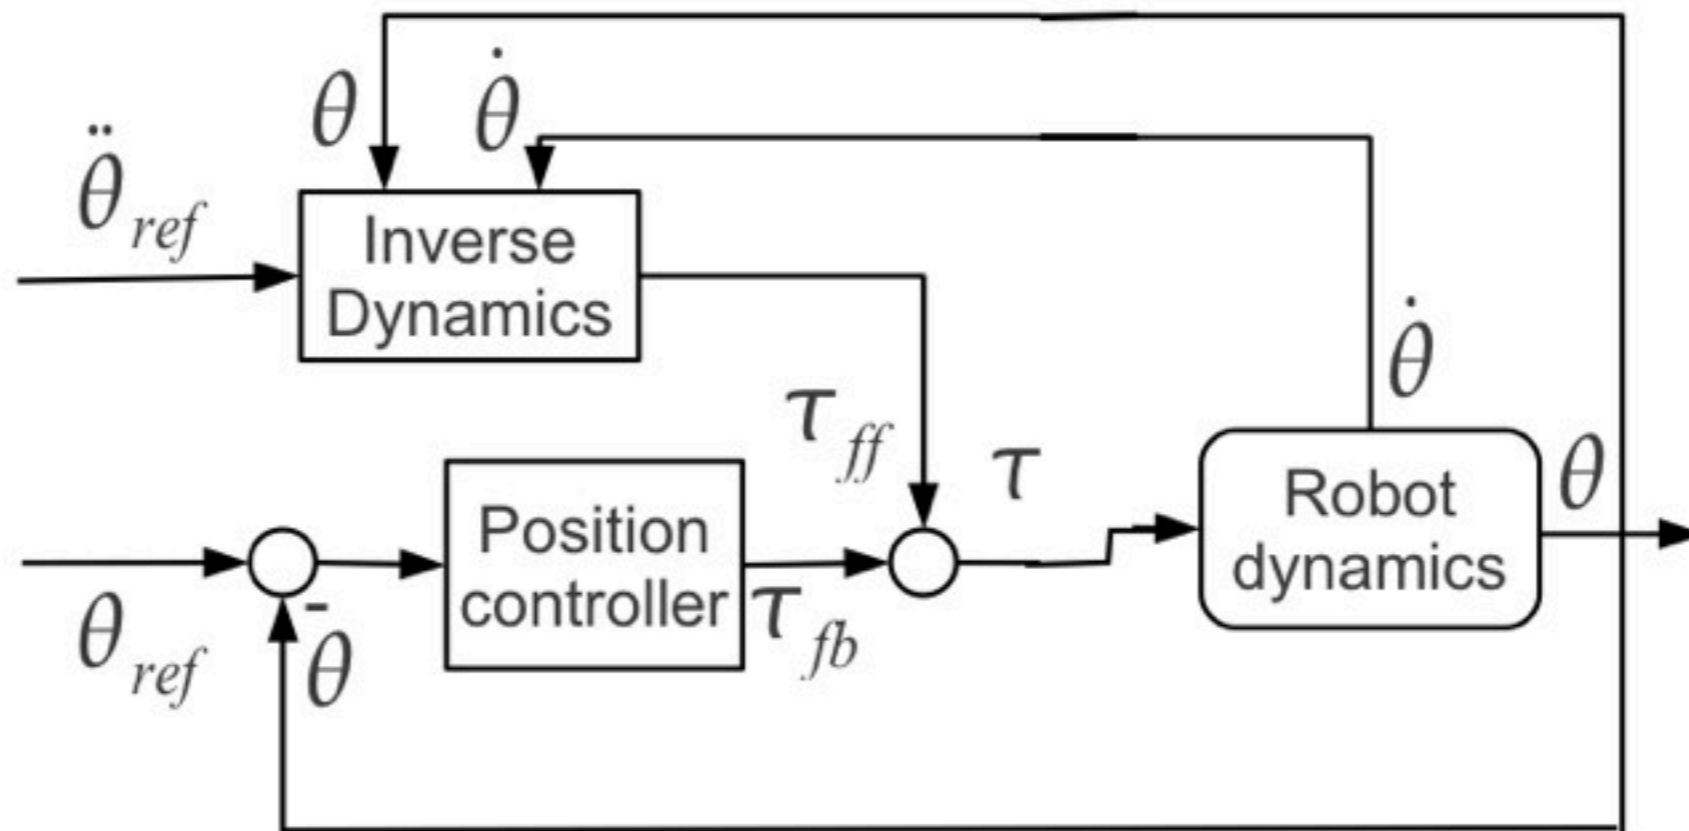 θ
θ̇
θ̈ref
Inverse
Dynamics
θ̇
τff
τ
θ
Robot
dynamics
Position
controller
θref
-
θ
τfb